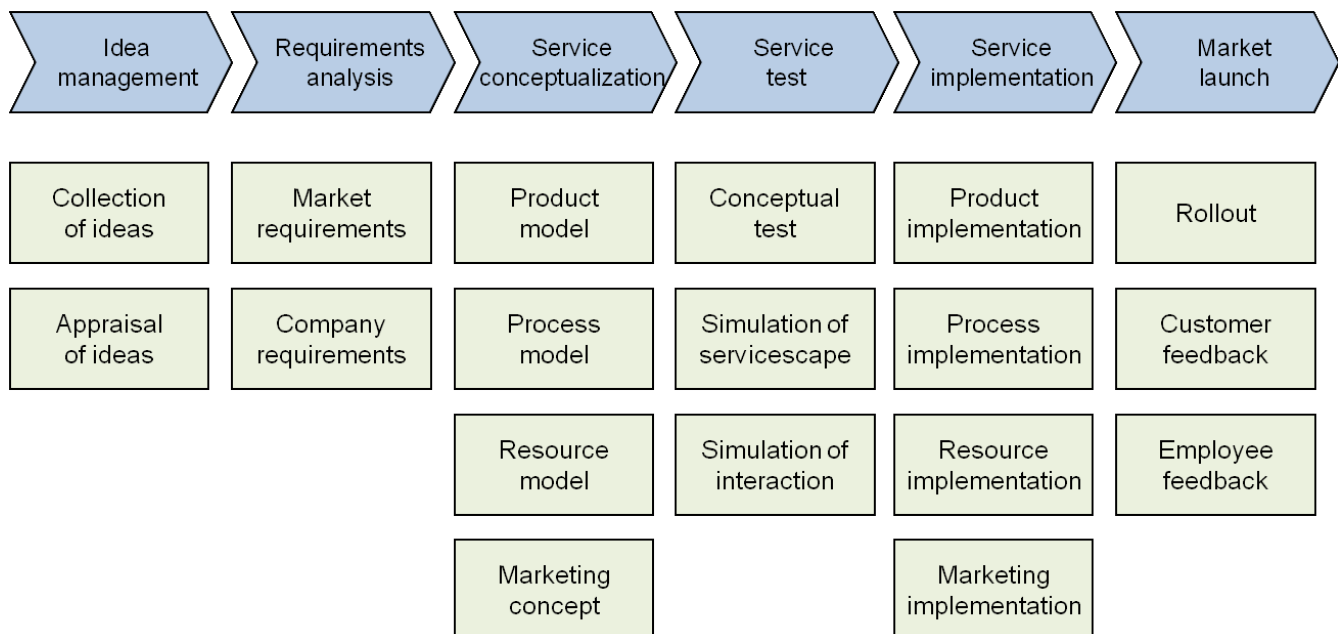 Idea
management
Requirements
analysis
Service
conceptualization
Service
test
Service
implementation
Market
launch
Collection
of ideas
Market
requirements
Product
model
Conceptual
test
Product
implementation
Rollout
Appraisal
of ideas
Company
requirements
Process
model
Simulation of
servicescape
Process
implementation
Customer
feedback
Resource
model
Simulation of
interaction
Resource
implementation
Employee
feedback
Marketing
concept
Marketing
implementation